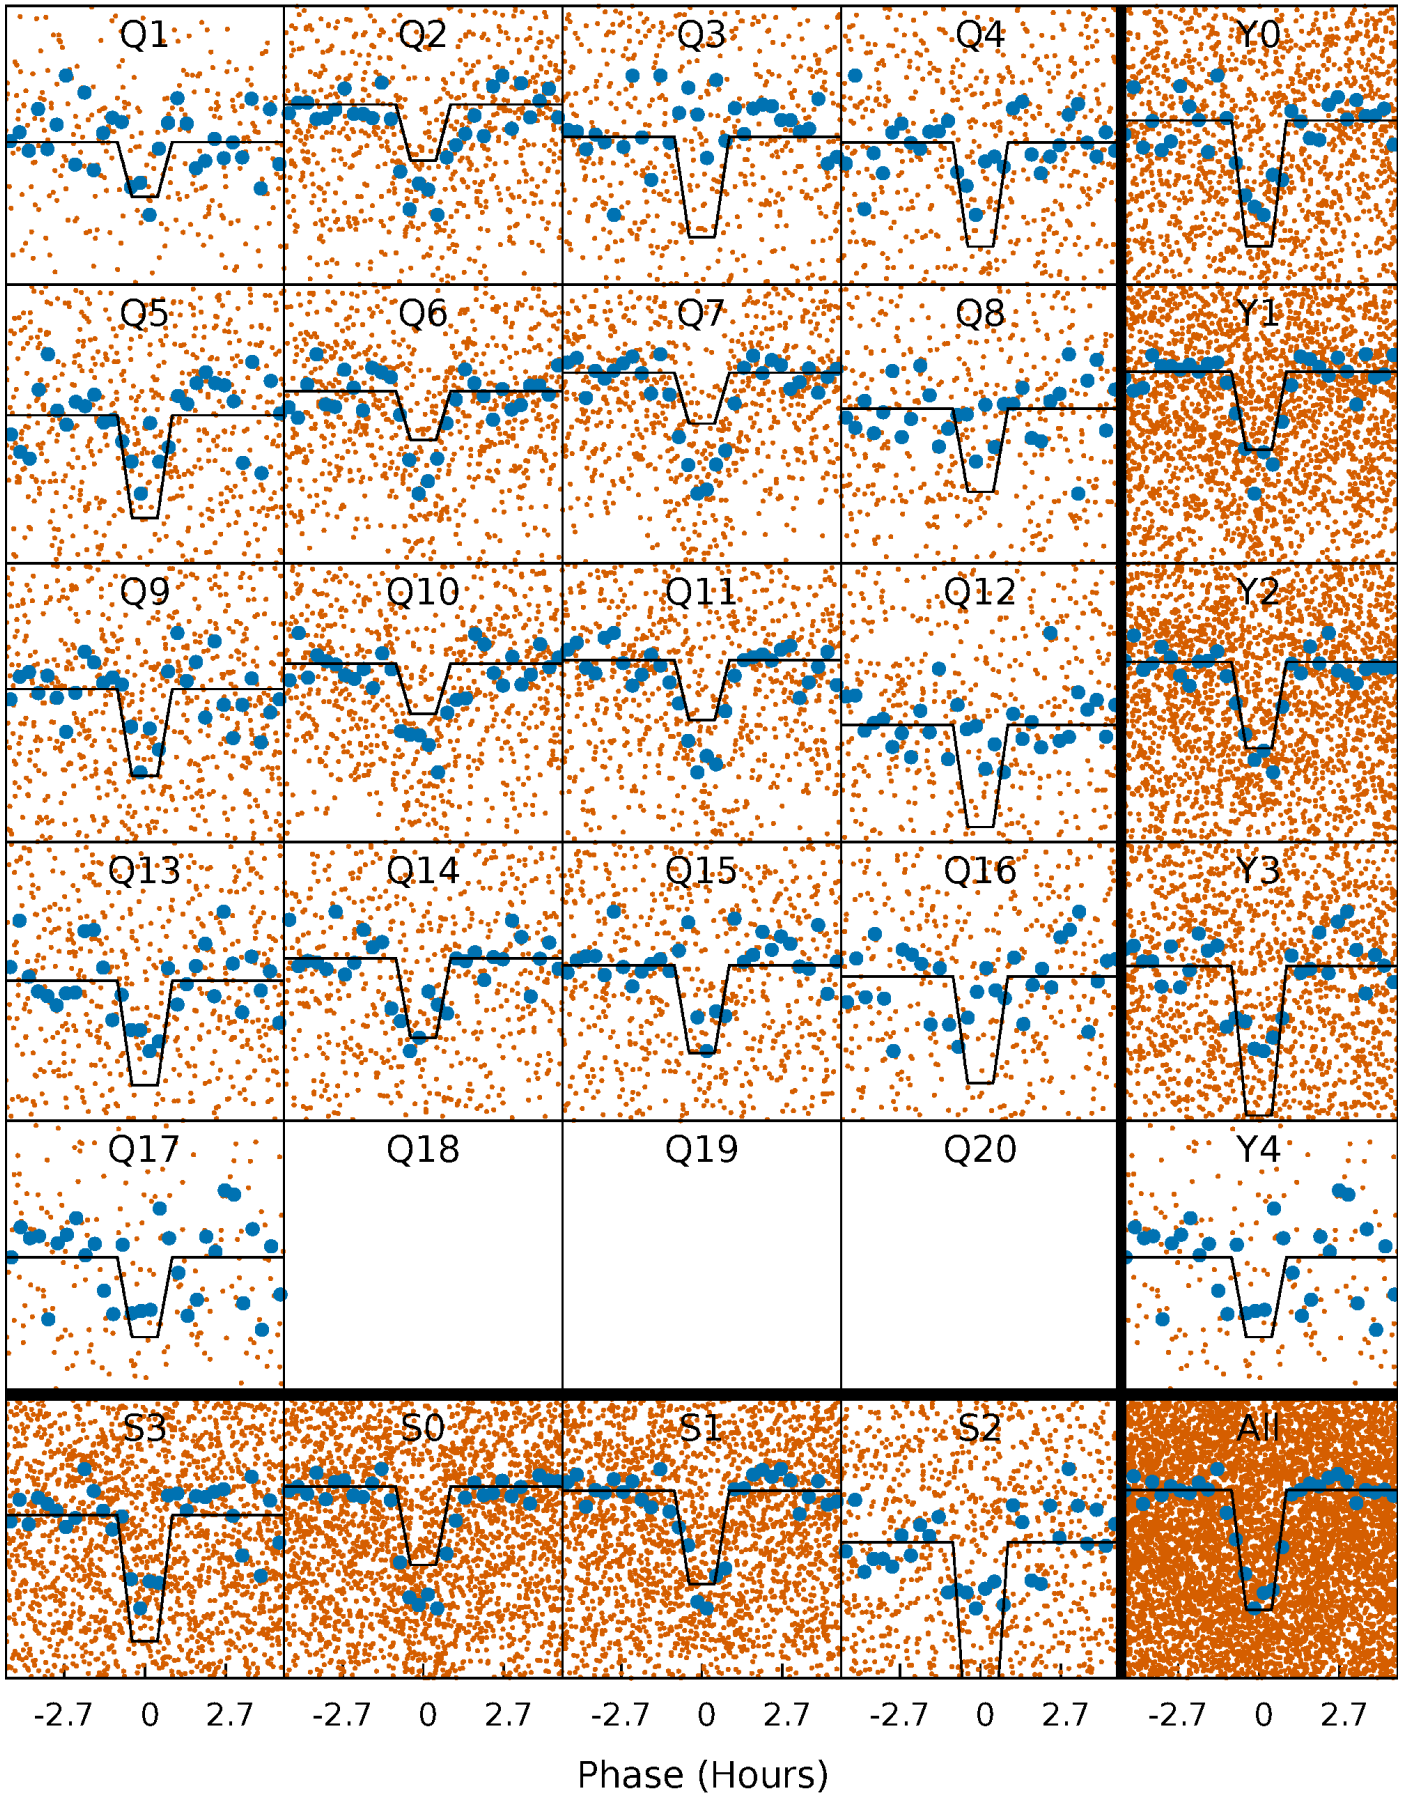 Q1 Q2 Q3 Q4 Y0
Q5 Q6 Q7 Q8 Y1
Q9 Q10 Q11 Q12 Y2
Q13 Q14 Q15 Q16 Y3
Q17 Q18 Q19 Q20 Y4
S3 S0 S1 S2 All
-2.7 0 2.7 -2.7 0 2.7 -2.7 0 2.7 -2.7 0 2.7 -2.7 0 2.7
Phase (Hours)